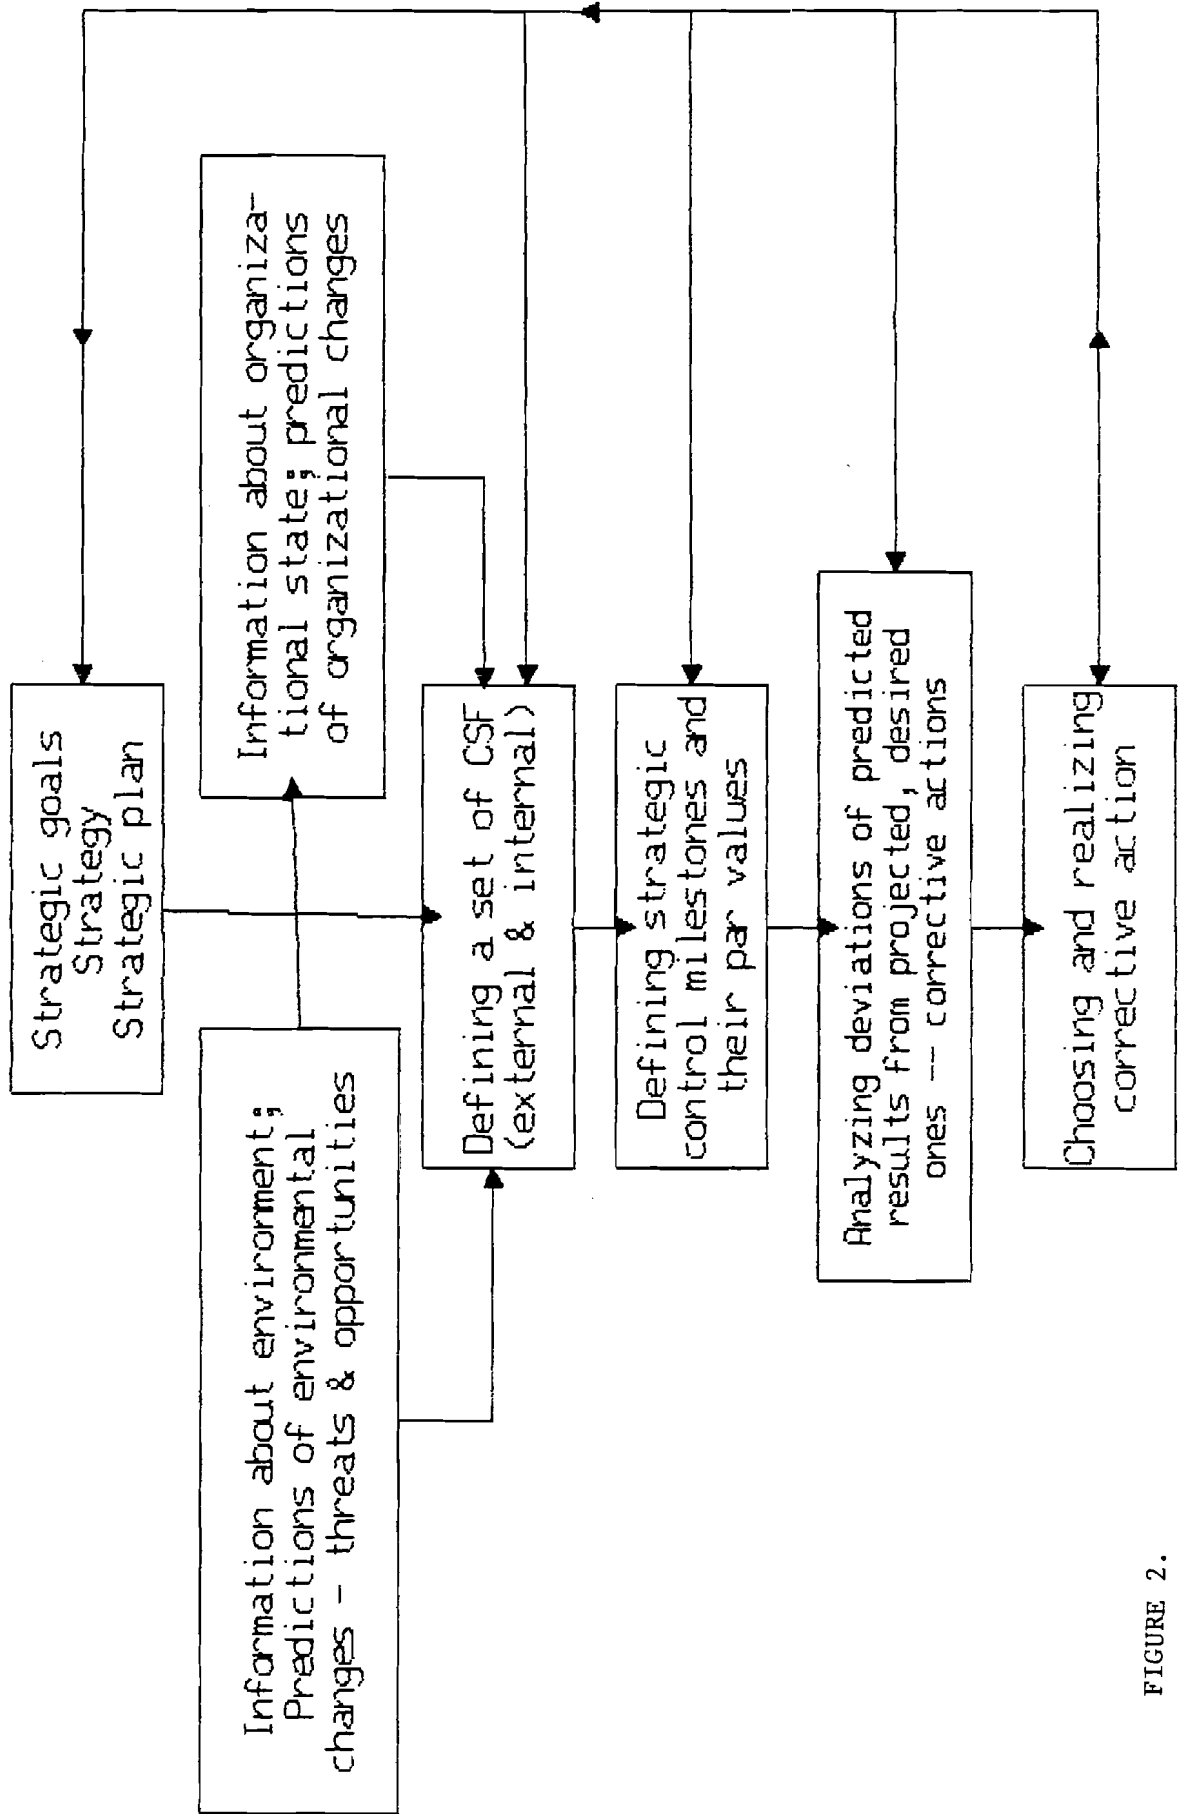 Strategic goals
Strategy
Strategic plan
Information about environment;
Predictions of environmental
changes - threats & opportunities
Information about organiza-
tional state; predictions
of organizational changes
Defining a set of CSF
(external & internal)
Defining strategic
control milestones and
their par values
Analyzing deviations of predicted
results from projected, desired
ones -- corrective actions
Choosing and realizing
corrective action
FIGURE 2.